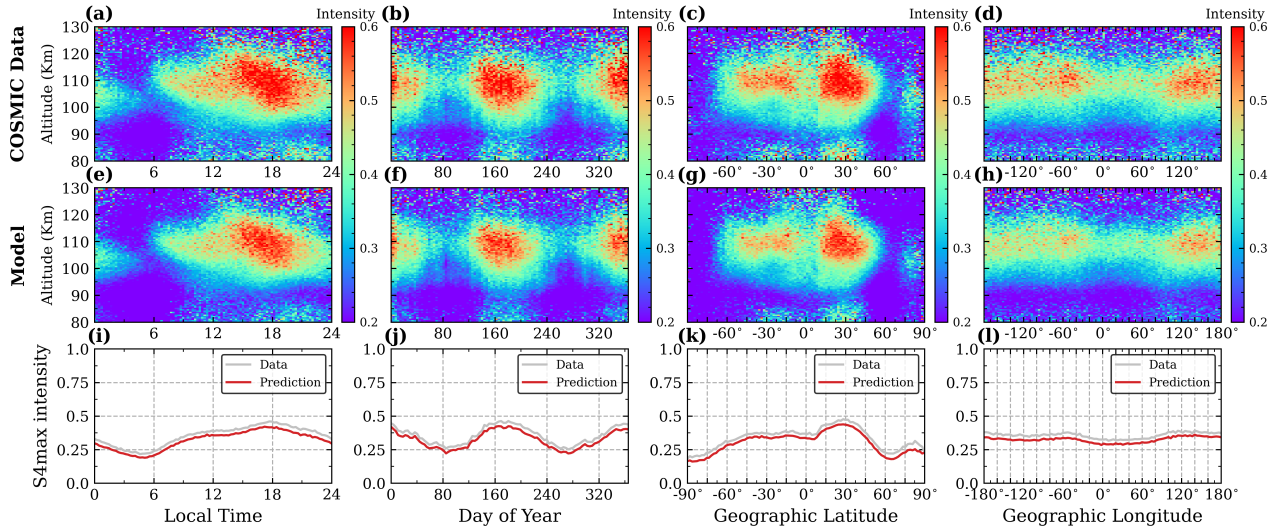 (a) Intensity (b) Intensity (c) Intensity (d) Intensity
COSMIC Data
Altitude (Km)
130
120
110
100
90
80
0.6
0.5
0.4
0.3
0.2
6 12 18 24
80 160 240 320
-60° -30° 0° 30° 60° 90°
-120° -60° 0° 60° 120° 180°
(e) (f) (g) (h)
Model
Altitude (Km)
130
120
110
100
90
80
6 12 18 24
80 160 240 320
-60° -30° 0° 30° 60° 90°
-120° -60° 0° 60° 120° 180°
(i) (j) (k) (l)
S4max intensity
1.0
0.75
0.5
0.25
0.0
Data
Prediction
Data
Prediction
Data
Prediction
Data
Prediction
0 6 12 18 24
0 80 160 240 320
-90° -60° -30° 0° 30° 60° 90°
-180° -120° -60° 0° 60° 120° 180°
Local Time Day of Year Geographic Latitude Geographic Longitude